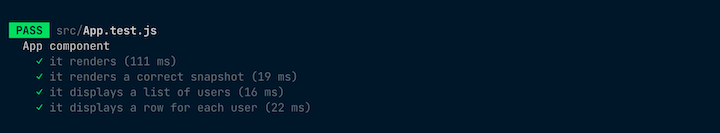 PASS src/App.test.js
App component
✓ it renders (111 ms)
✓ it renders a correct snapshot (19 ms)
✓ it displays a list of users (16 ms)
✓ it displays a row for each user (22 ms)